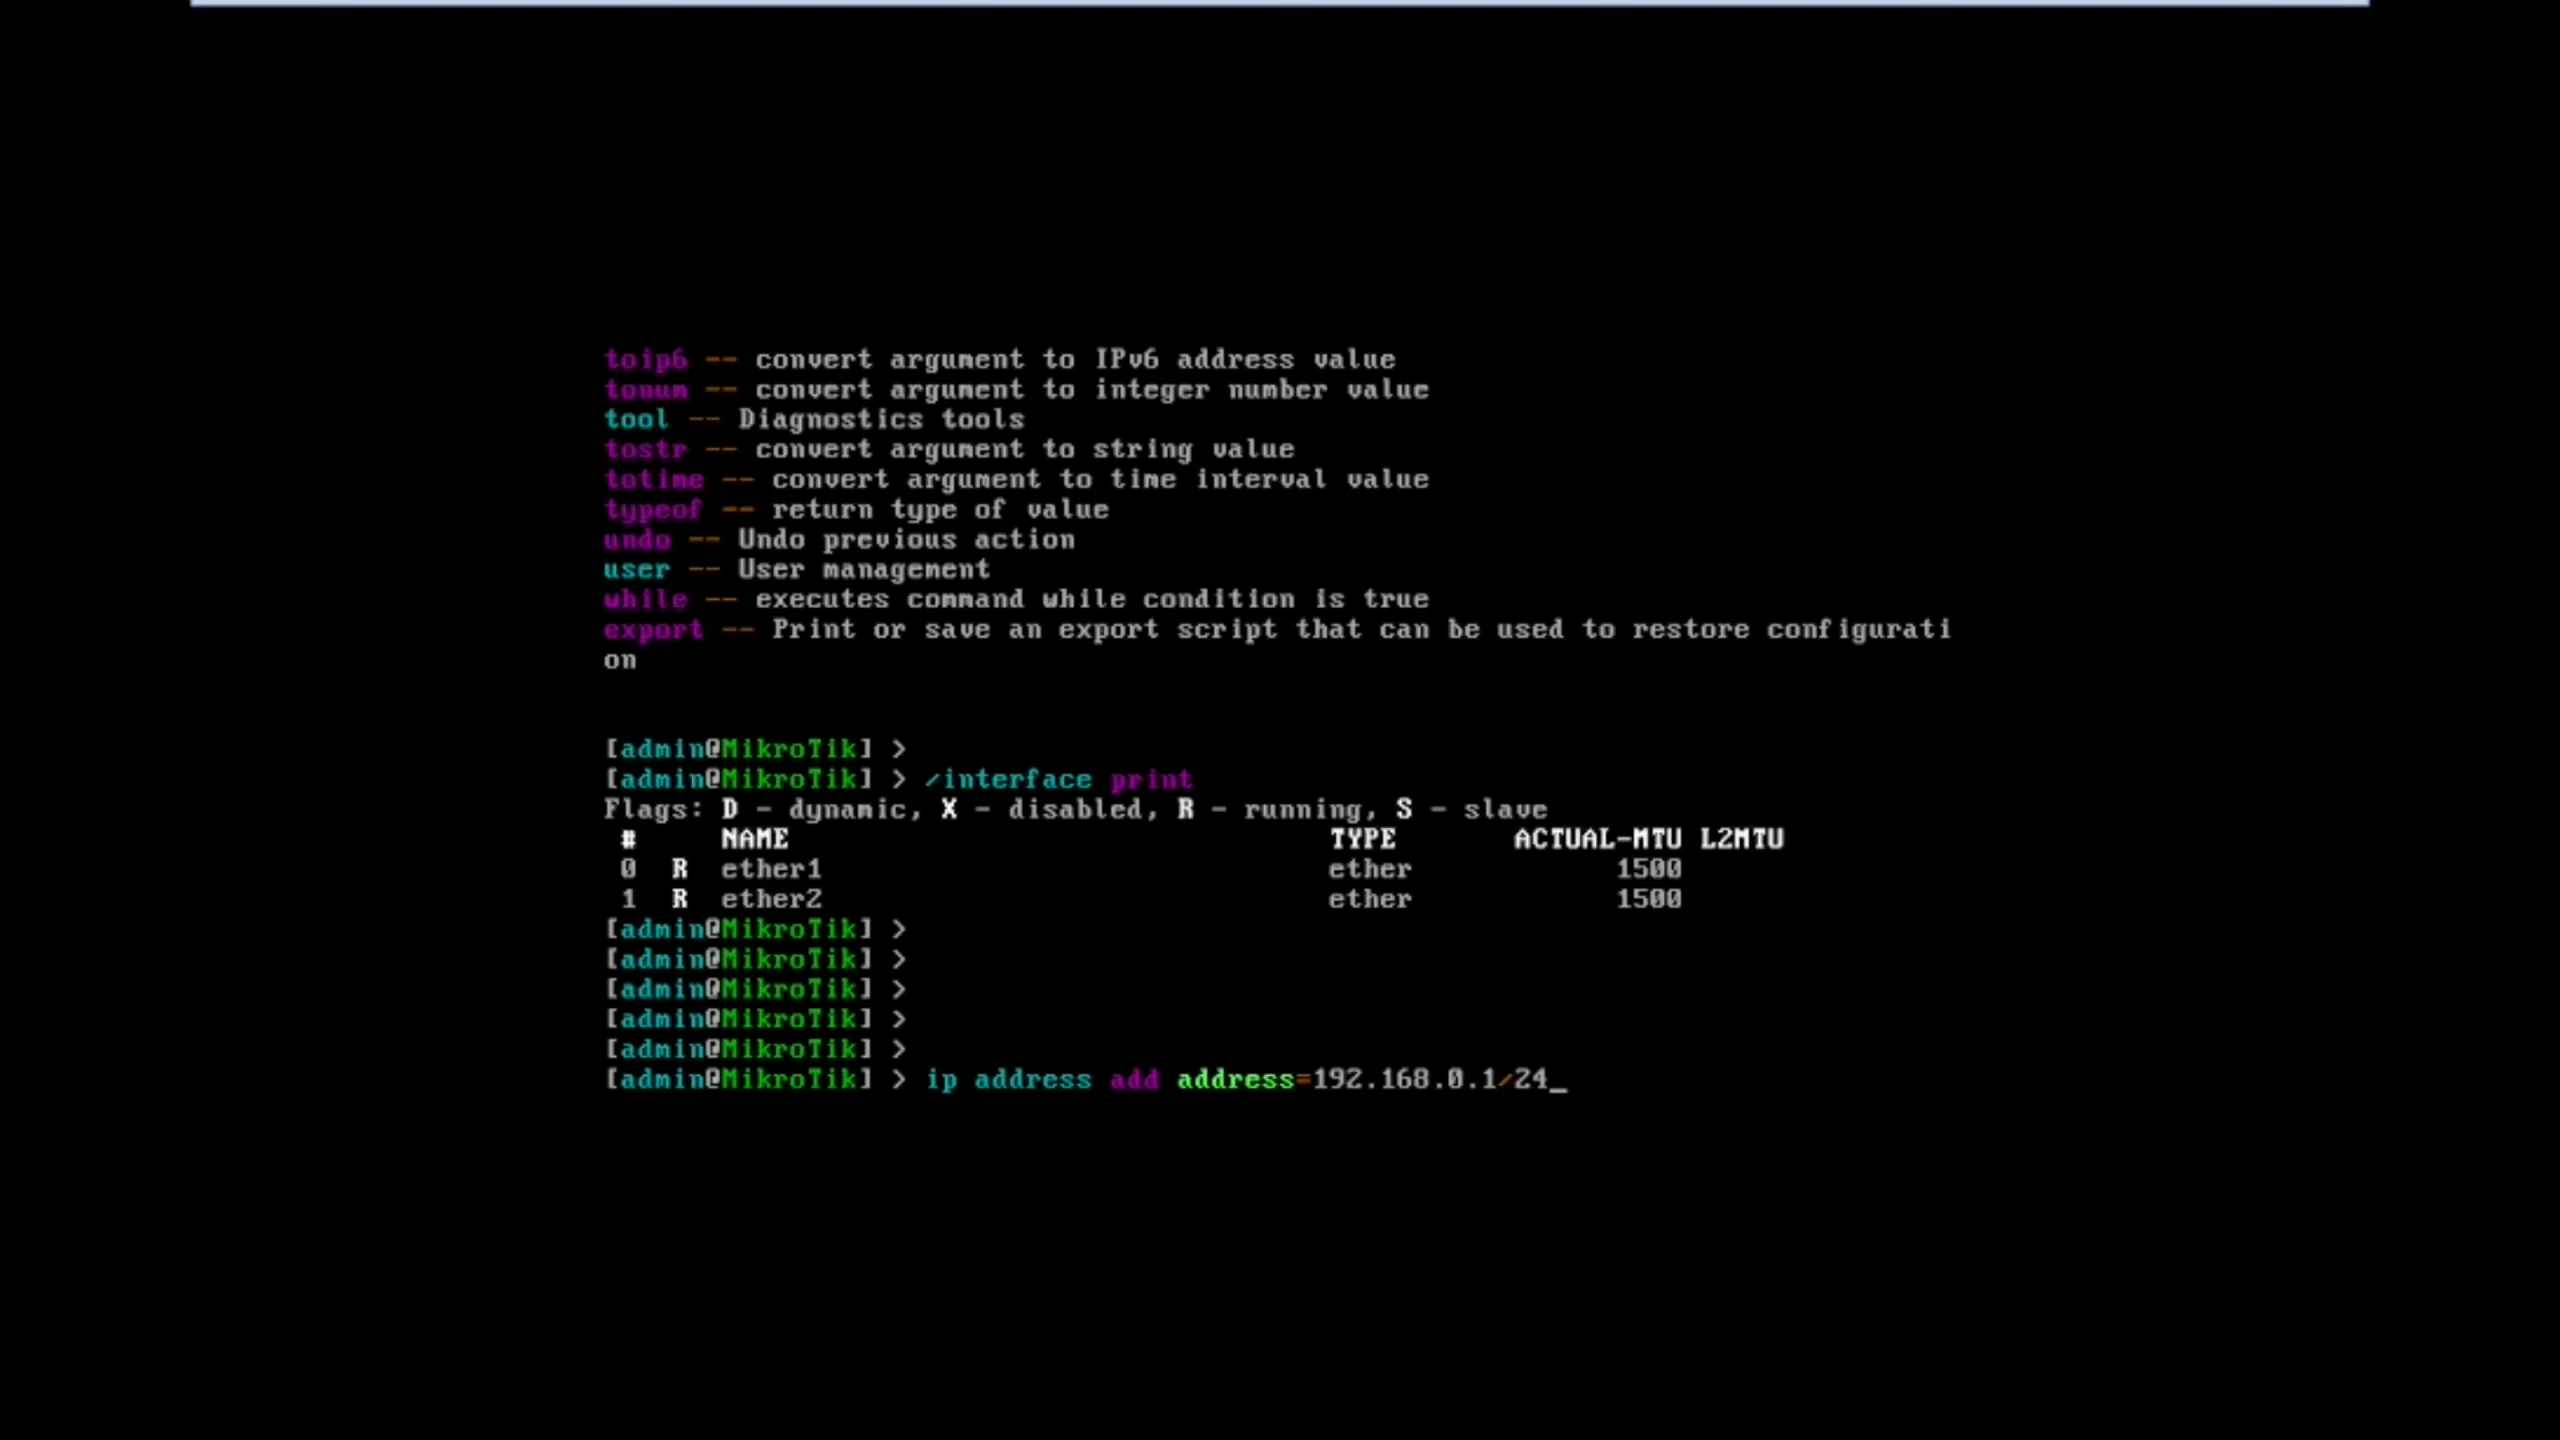 toip6 -- convert argument to IPv6 address value
tonum -- convert argument to integer number value
tool -- Diagnostics tools
tostr -- convert argument to string value
totime -- convert argument to time interval value
typeof -- return type of value
undo -- Undo previous action
user -- User management
while -- executes command while condition is true
export -- Print or save an export script that can be used to restore configurati
on
[admin@MikroTik] >
[admin@MikroTik] > /interface print
Flags: D - dynamic, X - disabled, R - running, S - slave
# NAME TYPE ACTUAL-MTU L2MTU
0 R ether1 ether 1500
1 R ether2 ether 1500
[admin@MikroTik] >
[admin@MikroTik] >
[admin@MikroTik] >
[admin@MikroTik] >
[admin@MikroTik] >
[admin@MikroTik] > ip address add address=192.168.0.1/24_